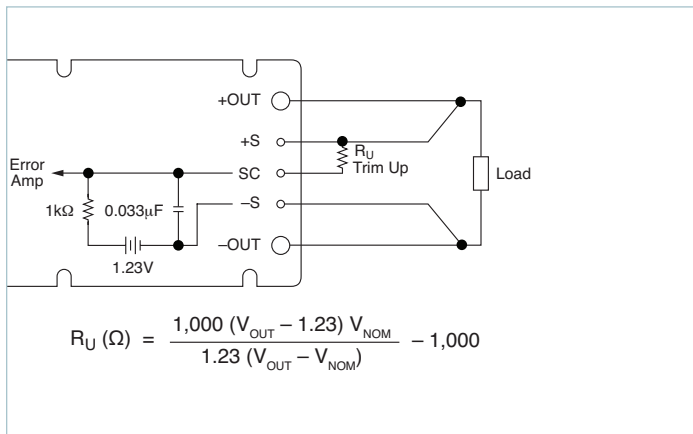 +OUT
+S
R_U
Trim Up
Error
Amp
SC
Load
1kΩ
0.033µF
–S
–OUT
1.23V
R_U (Ω) = 1,000 (V_OUT – 1.23) V_NOM / 1.23 (V_OUT – V_NOM) – 1,000